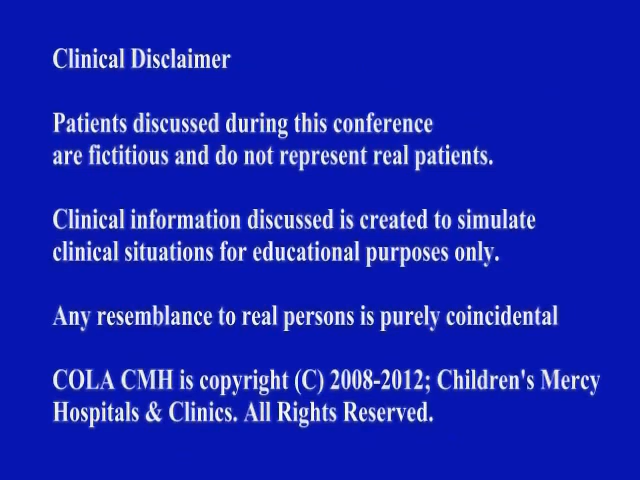 Clinical Disclaimer
Patients discussed during this conference
are fictitious and do not represent real patients.
Clinical information discussed is created to simulate
clinical situations for educational purposes only.
Any resemblance to real persons is purely coincidental
COLA CMH is copyright (C) 2008-2012; Children's Mercy
Hospitals & Clinics. All Rights Reserved.